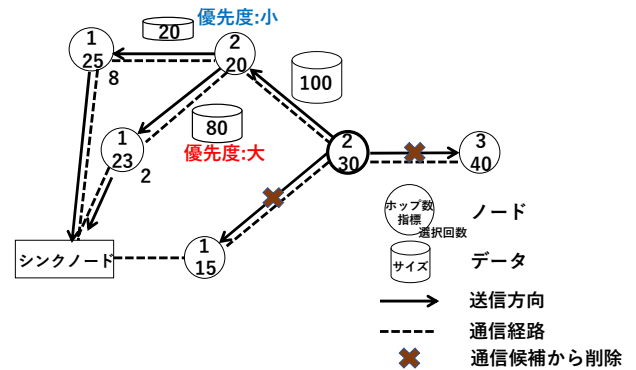 優先度:小
20
1
25
8
2
20
100
80
優先度:大
1
23
2
2
30
3
40
シンクノード
1
15
ホップ数
指標
選択回数
ノード
サイズ
データ
送信方向
通信経路
通信候補から削除